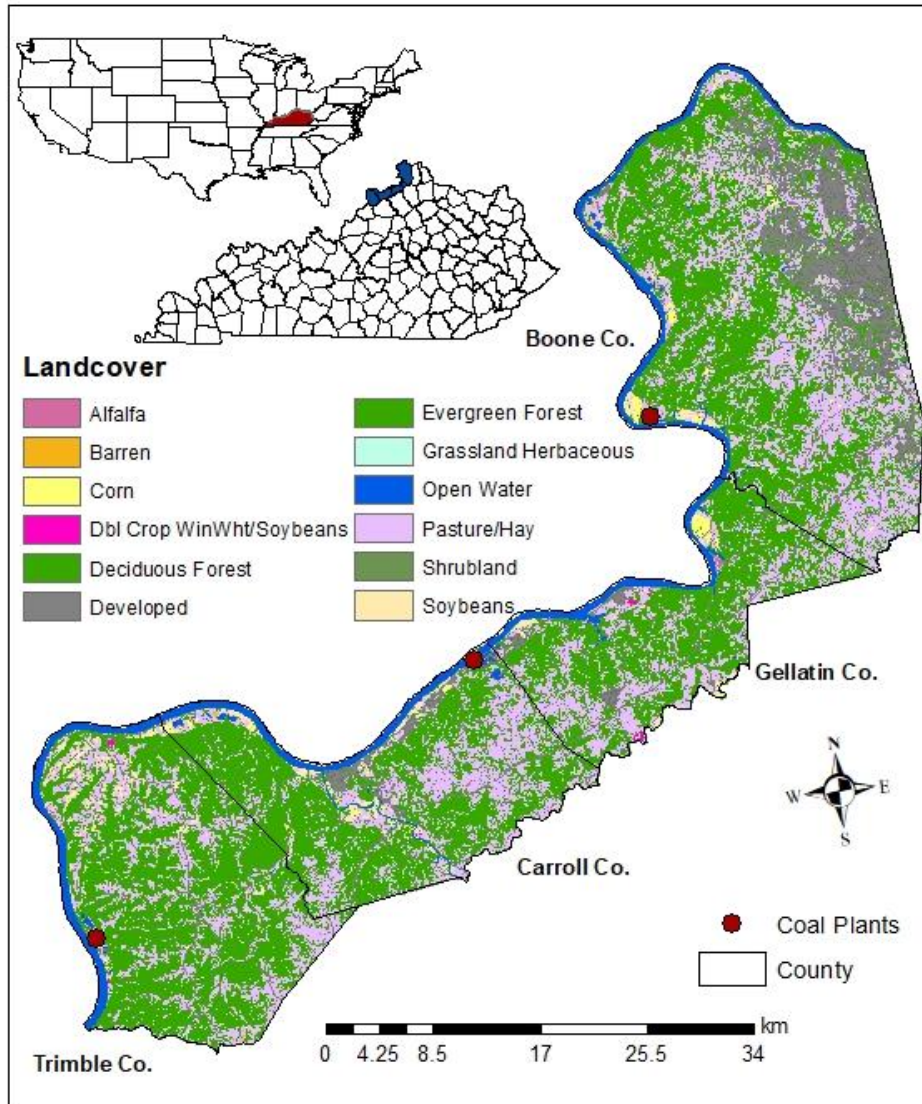 Boone Co.
Landcover
Alfalfa
Barren
Corn
Dbl Crop WinWht/Soybeans
Deciduous Forest
Developed
Evergreen Forest
Grassland Herbaceous
Open Water
Pasture/Hay
Shrubland
Soybeans
Gellatin Co.
N
W
E
S
Carroll Co.
Coal Plants
County
Trimble Co.
km
0 4.25 8.5 17 25.5 34